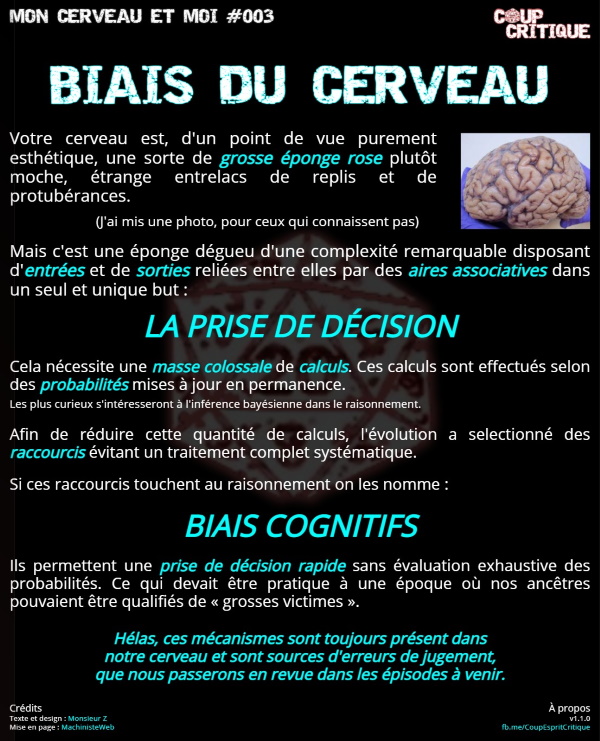 MON CERVEAU ET MOI #003
COUP
CRITIQUE
BIAIS DU CERVEAU
Votre cerveau est, d'un point de vue purement
esthétique, une sorte de grosse éponge rose plutôt
moche, étrange entrelacs de replis et de
protubérances.
(J'ai mis une photo, pour ceux qui connaissent pas)
Mais c'est une éponge dégueu d'une complexité remarquable disposant
d'entrées et de sorties reliées entre elles par des aires associatives dans
un seul et unique but :
LA PRISE DE DÉCISION
Cela nécessite une masse colossale de calculs. Ces calculs sont effectués selon
des probabilités mises à jour en permanence.
Les plus curieux s'intéresseront à l'inférence bayésienne dans le raisonnement.
Afin de réduire cette quantité de calculs, l'évolution a selectionné des
raccourcis évitant un traitement complet systématique.
Si ces raccourcis touchent au raisonnement on les nomme :
BIAIS COGNITIFS
Ils permettent une prise de décision rapide sans évaluation exhaustive des
probabilités. Ce qui devait être pratique à une époque où nos ancêtres
pouvaient être qualifiés de « grosses victimes ».
Hélas, ces mécanismes sont toujours présent dans
notre cerveau et sont sources d'erreurs de jugement,
que nous passerons en revue dans les épisodes à venir.
Crédits
Texte et design : Monsieur Z
Mise en page : MachinisteWeb
À propos
v1.1.0
fb.me/CoupEspritCritique